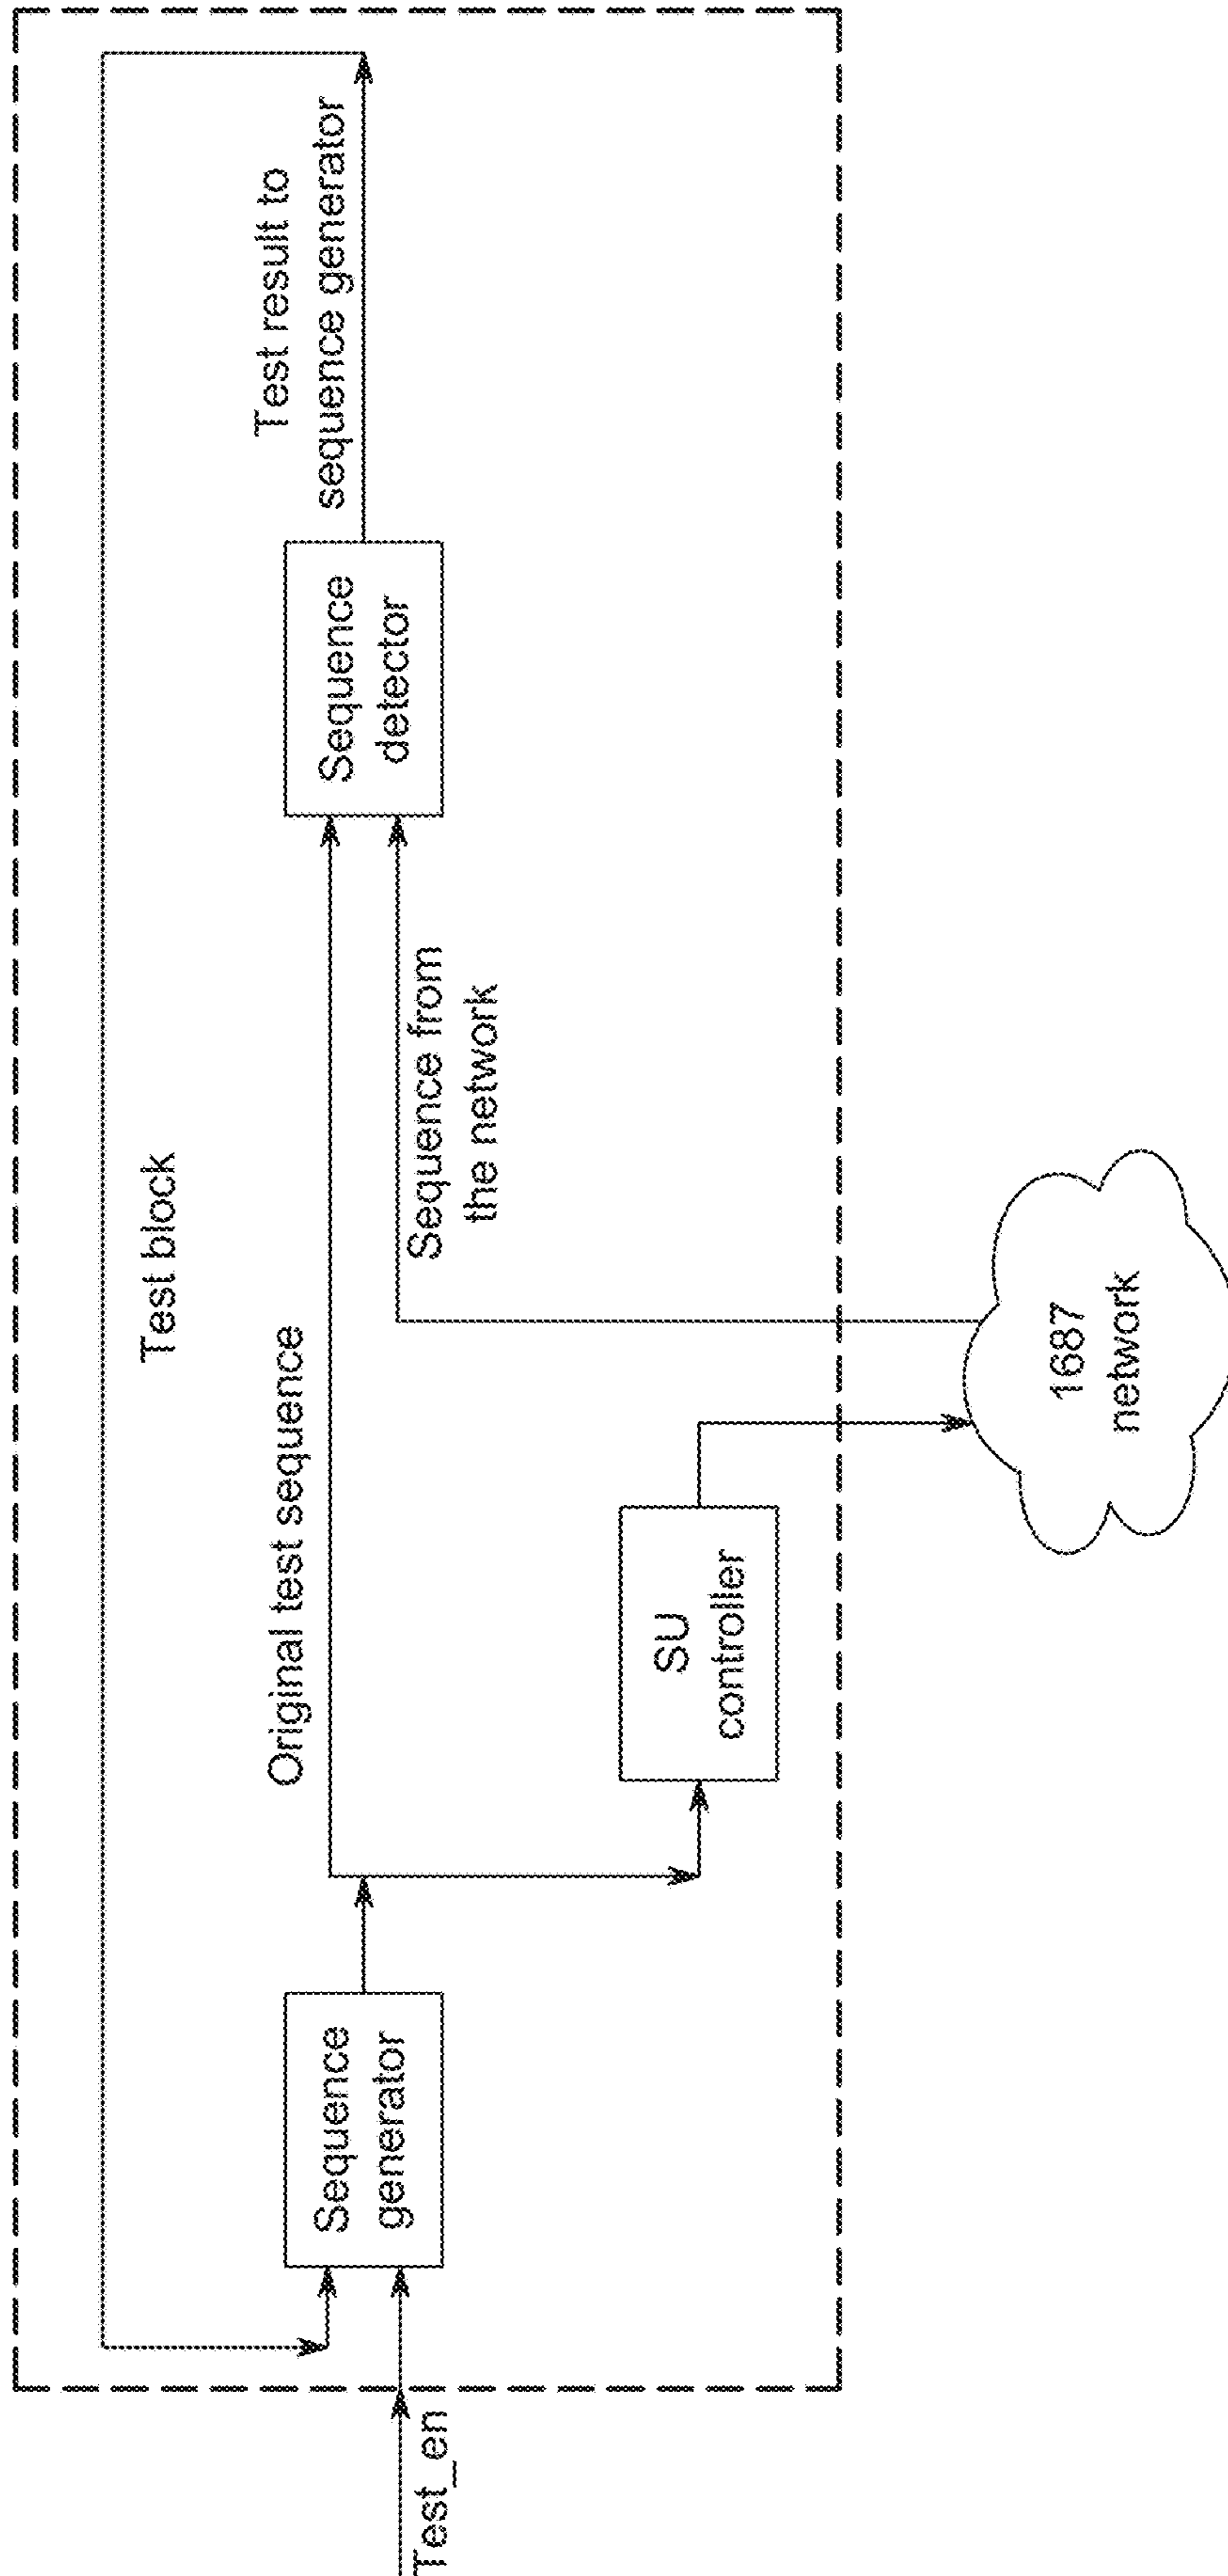 Test block
Test result to
sequence generator
Original test sequence
Sequence
generator
Sequence
detector
Sequence from
the network
Test_en
SU
controller
1687
network